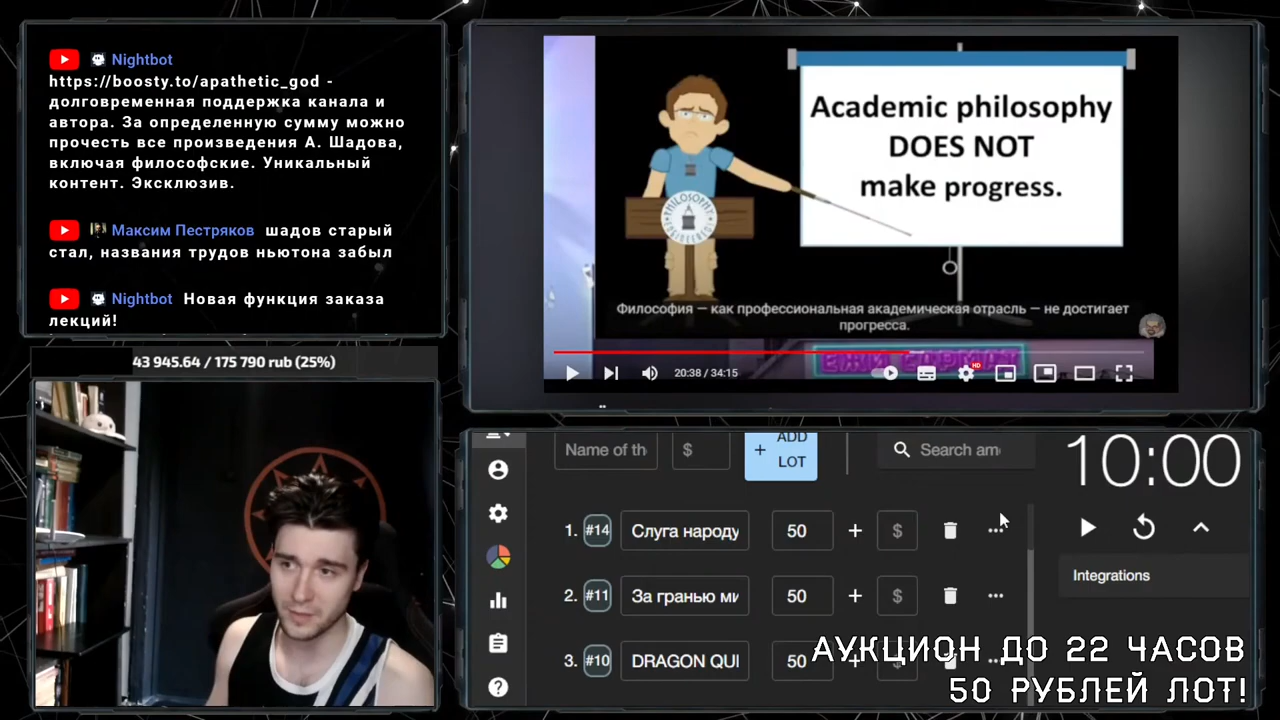 Nightbot
https://boosty.to/apathetic_god -
долговременная поддержка канала и
автора. За определенную сумму можно
прочесть все произведения А. Шадова,
включая философские. Уникальный
контент. Эксклюзив.
Максим Пестряков шадов старый
стал, названия трудов ньютона забыл
Nightbot Новая функция заказа
лекций!
43 945.64 / 175 790 rub (25%)
Academic philosophy
DOES NOT
make progress.
PHILOSOPHY
ENGINEERED
Философия — как профессиональная академическая отрасль — не достигает
прогресса.
20:38 / 34:15
HD
Name of th
$
+ ADD
LOT
Search am
10:00
1. #14 Слуга народу 50 + $
2. #11 За гранью ми 50 + $
3. #10 DRAGON QUI 50
Integrations
АУКЦИОН ДО 22 ЧАСОВ
50 РУБЛЕЙ ЛОТ!